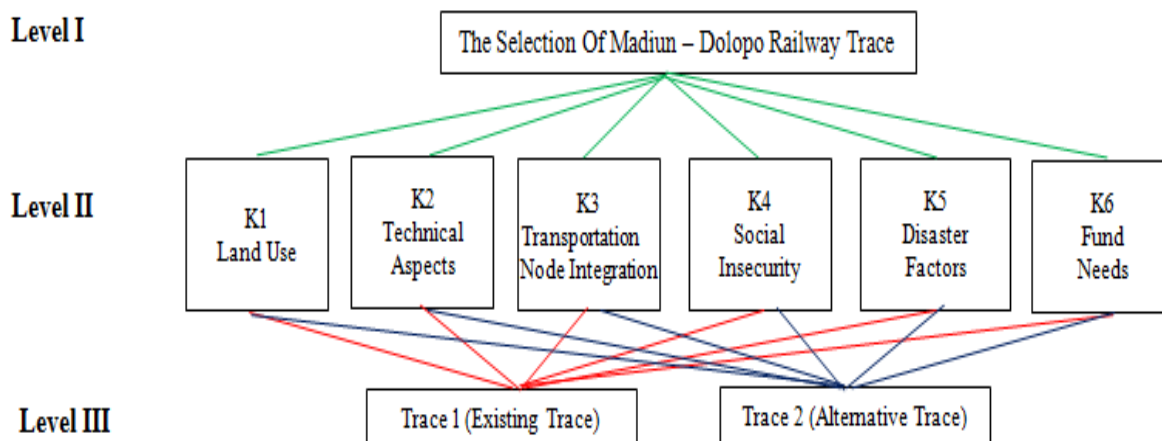 Level I
The Selection Of Madiun – Dolopo Railway Trace
Level II
K1
Land Use
K2
Technical
Aspects
K3
Transportation
Node Integration
K4
Social
Insecurity
K5
Disaster
Factors
K6
Fund
Needs
Level III
Trace 1 (Existing Trace)
Trace 2 (Alternative Trace)